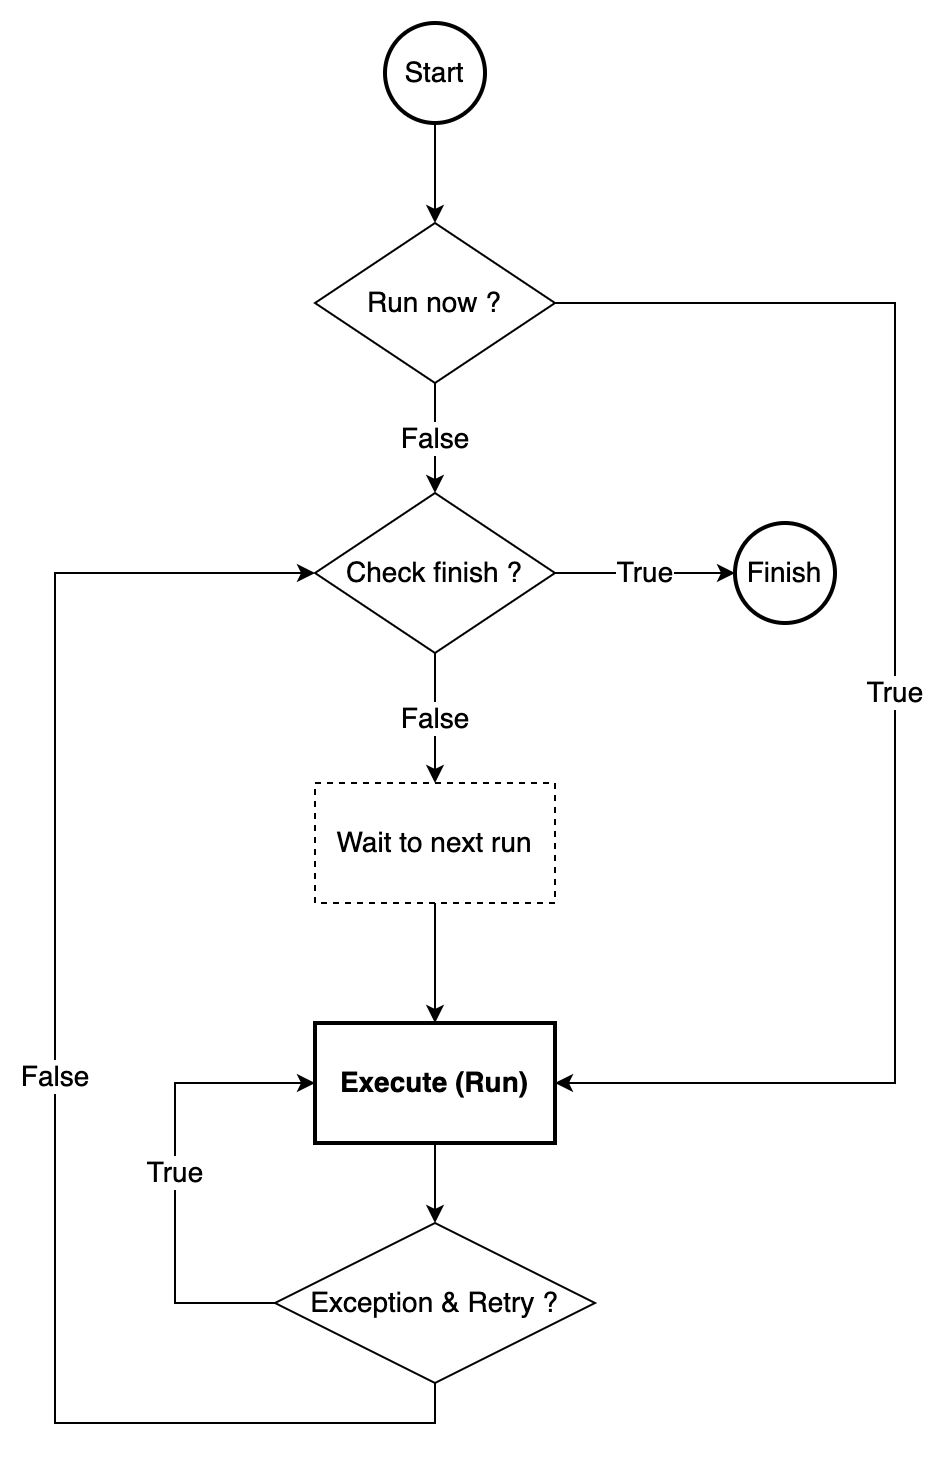 Start
Run now ?
False
Check finish ?
True
Finish
False
True
Wait to next run
False
Execute (Run)
True
Exception & Retry ?